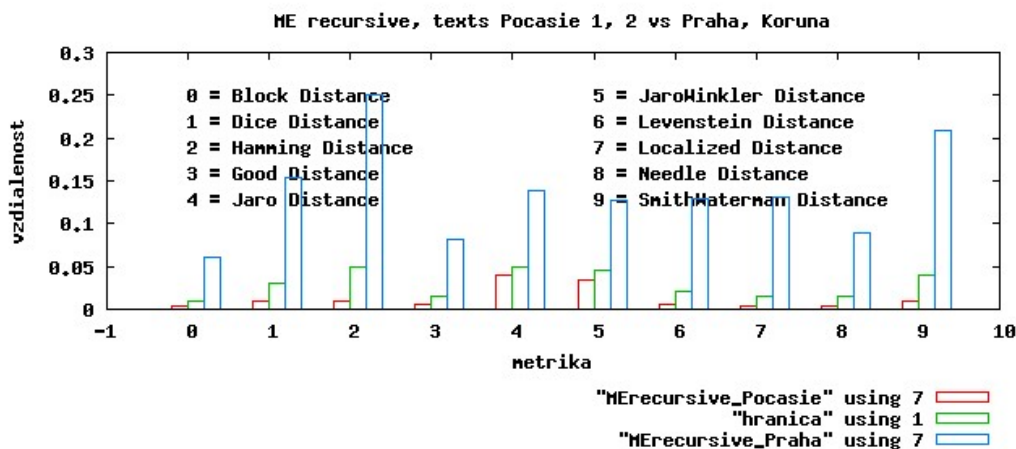 ME recursive, texts Pocasie 1, 2 vs Praha, Koruna
0.3
0.25
0.2
0.15
0.1
0.05
0
vzdialenost
0 = Block Distance
1 = Dice Distance
2 = Hamming Distance
3 = Good Distance
4 = Jaro Distance
5 = JaroWinkler Distance
6 = Levenstein Distance
7 = Localized Distance
8 = Needle Distance
9 = SmithWaterman Distance
-1 0 1 2 3 4 5 6 7 8 9 10
metrika
"MErecursive_Pocasie" using 7
"hranica" using 1
"MErecursive_Praha" using 7